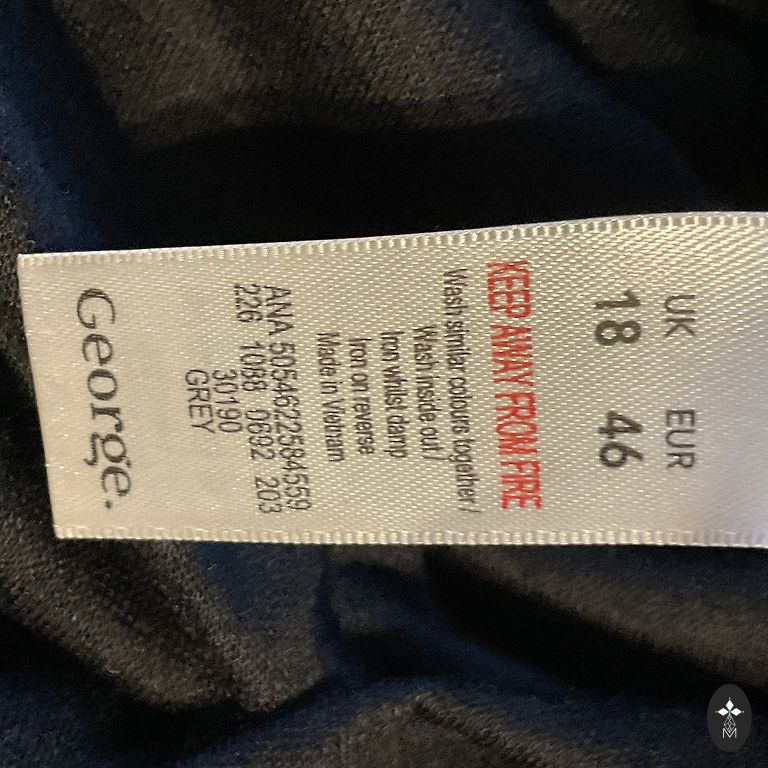 UK EUR
18 46
KEEP AWAY FROM FIRE
Wash similar colours together /
Wash inside out /
Iron whilst damp
Iron on reverse
Made in Vietnam
ANA 5054622584559
226 1088 0692 203
30190
GREY
George.
M